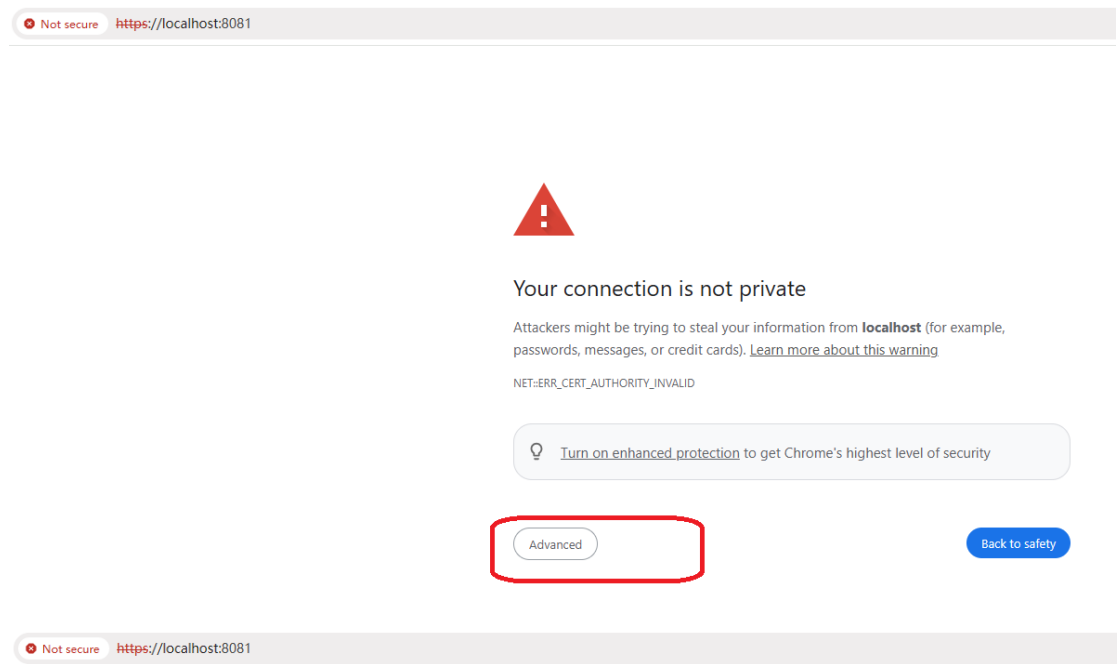 Not secure https://localhost:8081
Your connection is not private
Attackers might be trying to steal your information from localhost (for example,
passwords, messages, or credit cards). Learn more about this warning
NET::ERR_CERT_AUTHORITY_INVALID
Turn on enhanced protection to get Chrome's highest level of security
Advanced Back to safety
Not secure https://localhost:8081